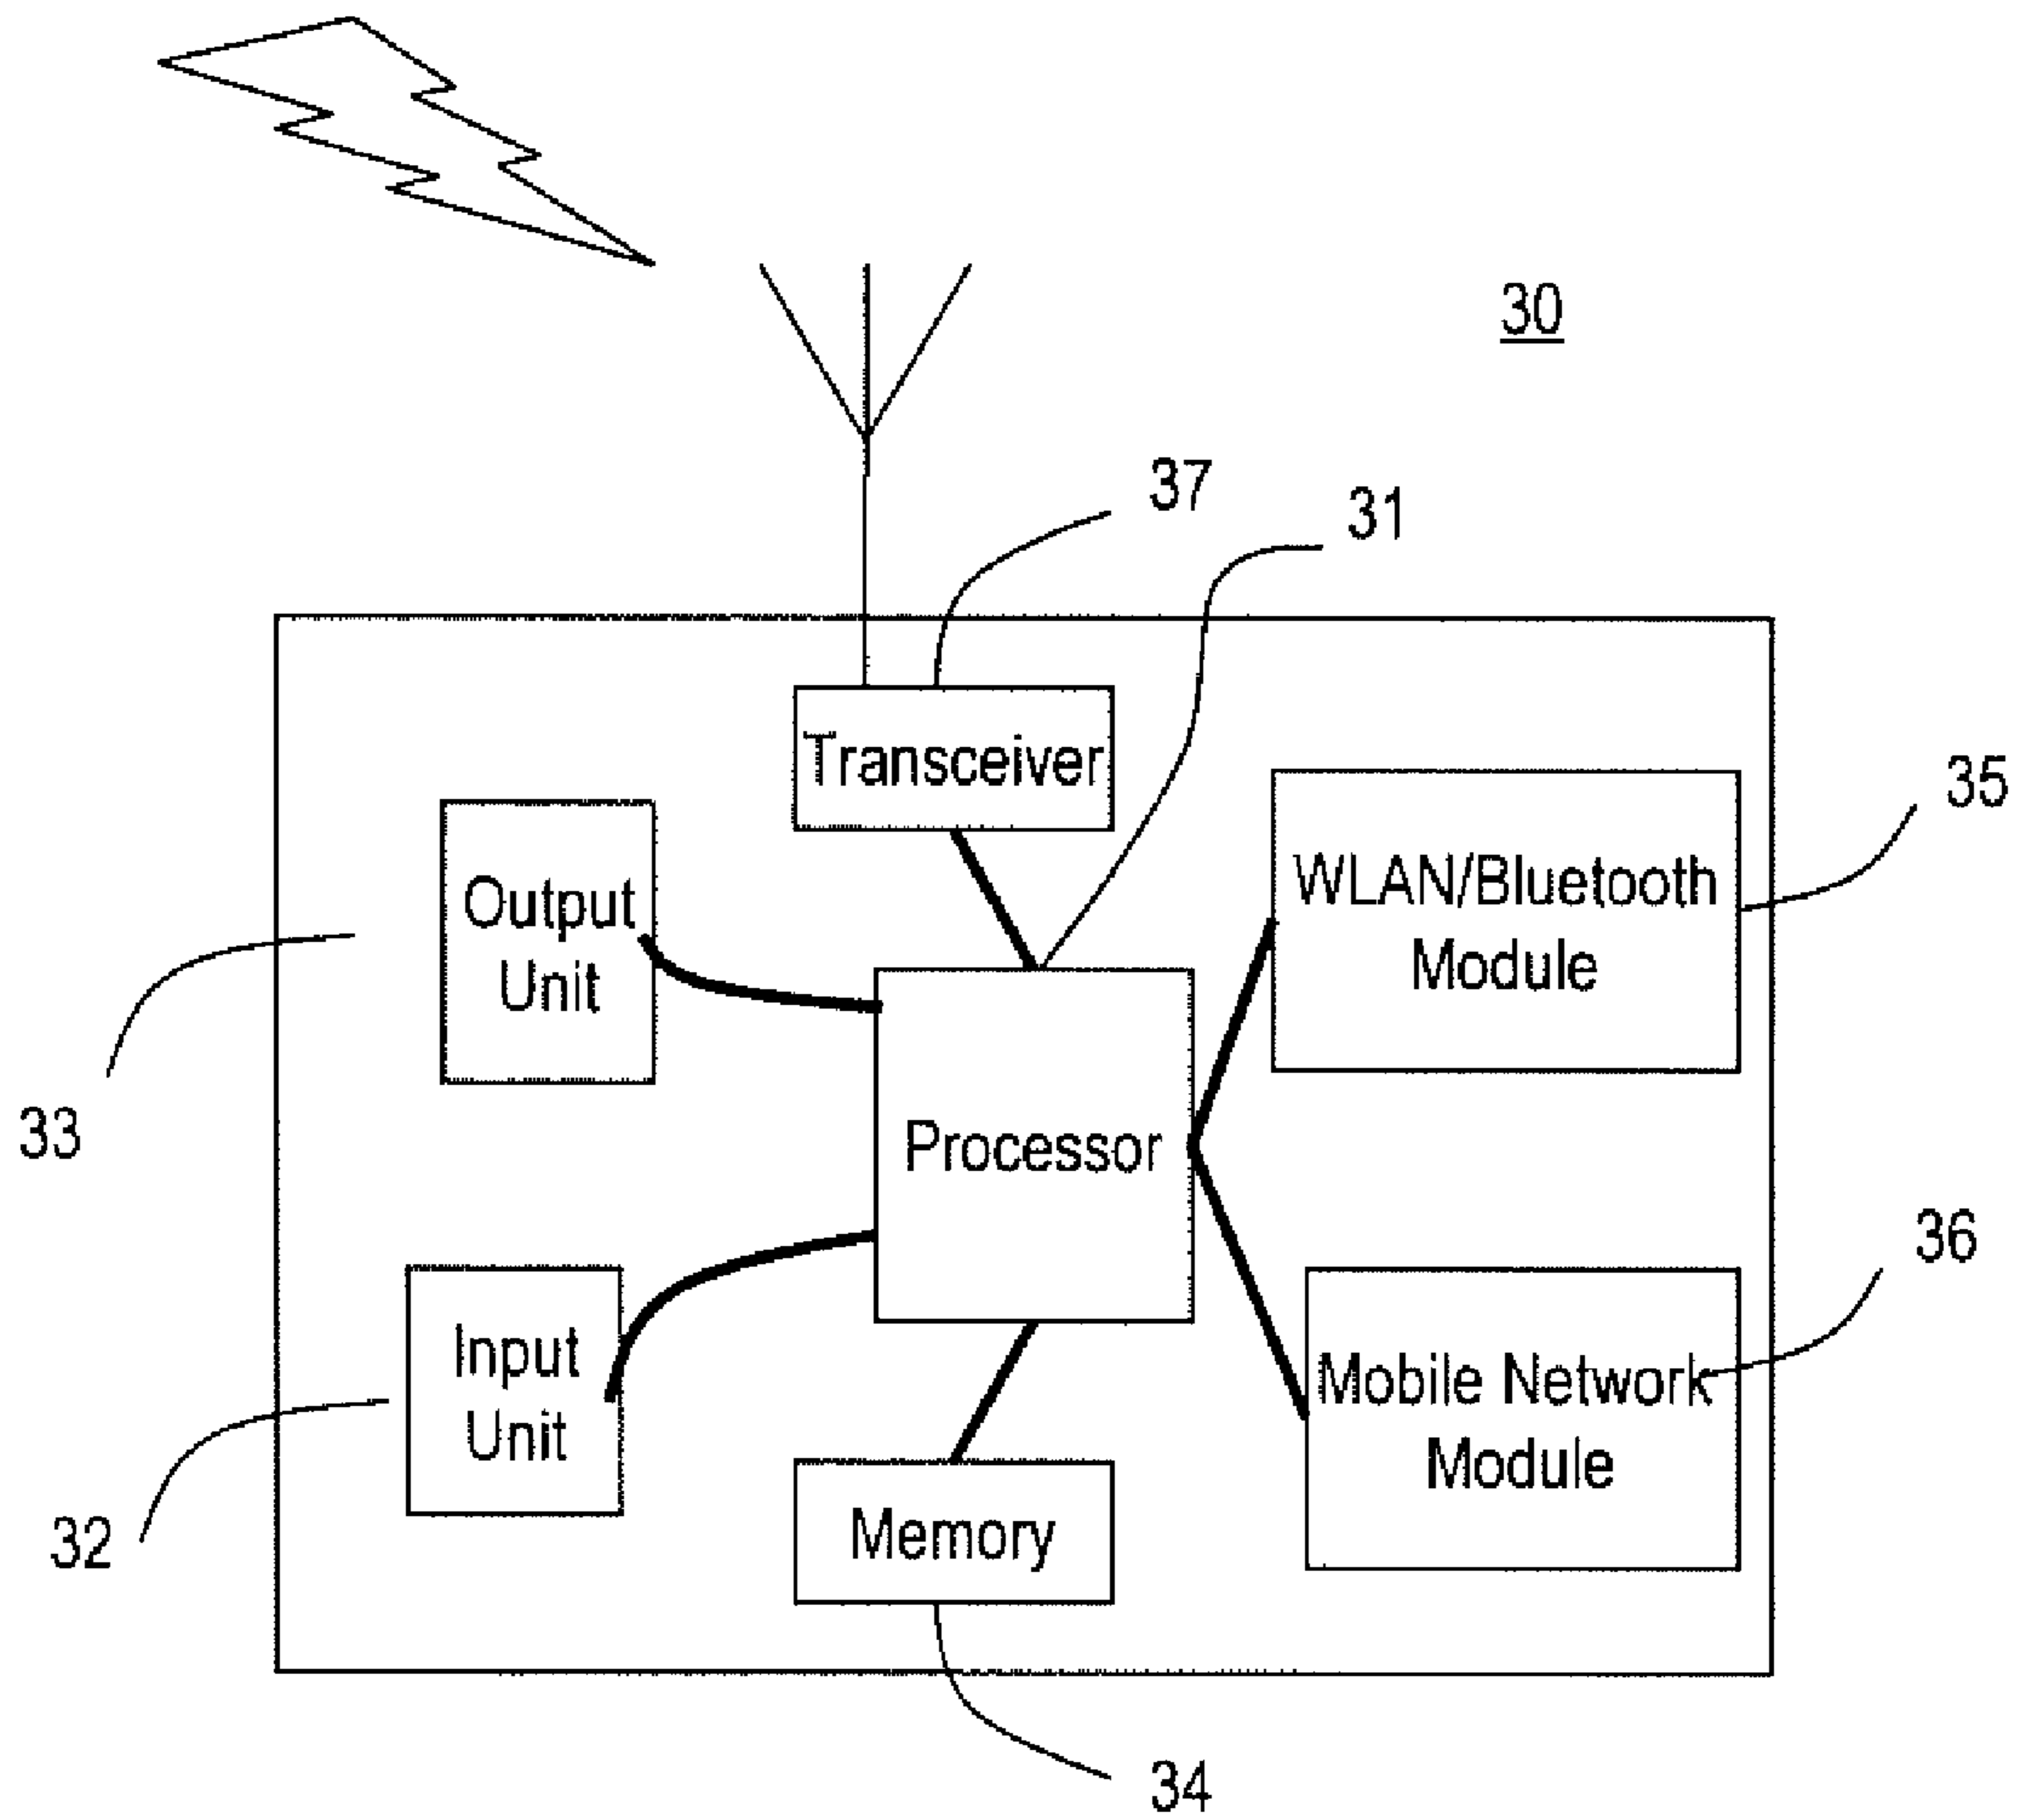 30
37
31
Transceiver
35
WLAN/Bluetooth
Module
Output
Unit
33
Processor
36
Input
Unit
Mobile Network
Module
32
Memory
34